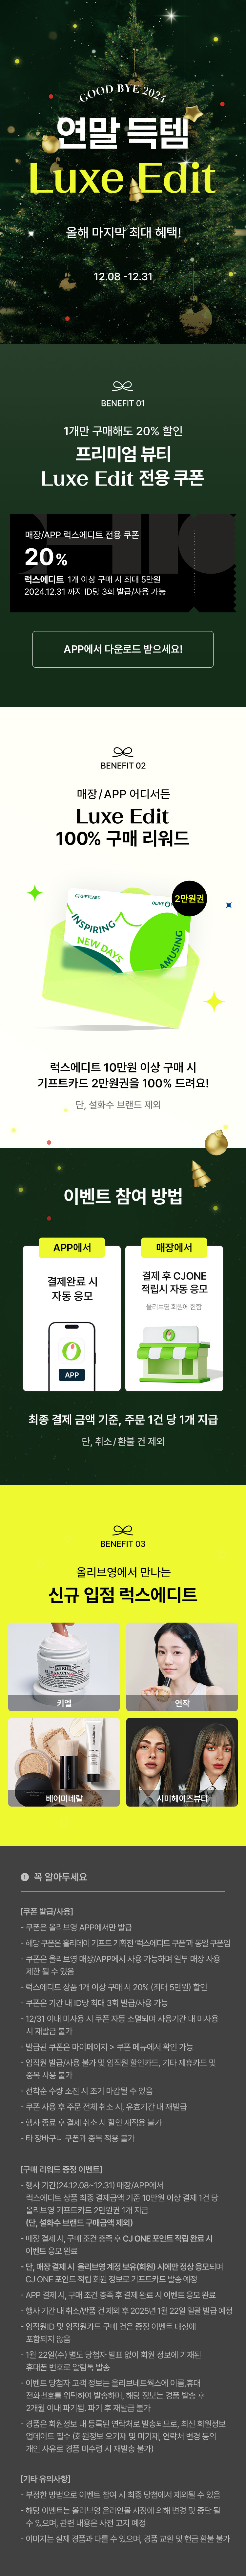 GOOD BYE 2024
연말 득템
Luxe Edit
올해 마지막 최대 혜택!
12.08 -12.31
BENEFIT 01
1개만 구매해도 20% 할인
프리미엄 뷰티
Luxe Edit 전용 쿠폰
매장/APP 럭스에디트 전용 쿠폰
20%
럭스에디트 1개 이상 구매 시 최대 5만원
2024.12.31 까지 ID당 3회 발급/사용 가능
APP에서 다운로드 받으세요!
BENEFIT 02
매장/APP 어디서든
Luxe Edit
100% 구매 리워드
2만원권
CJ GIFTCARD
INSPIRING
NEW DAYS
AMUSING
럭스에디트 10만원 이상 구매 시
기프트카드 2만원권을 100% 드려요!
단, 설화수 브랜드 제외
이벤트 참여 방법
APP에서
매장에서
결제완료 시
자동 응모
결제 후 CJONE
적립시 자동 응모
올리브영 회원에 한함
APP
최종 결제 금액 기준, 주문 1건 당 1개 지급
단, 취소/환불 건 제외
BENEFIT 03
올리브영에서 만나는
신규 입점 럭스에디트
KIEHL'S
ULTRA FACIAL CREAM
키엘
연작
베어미네랄
시미헤이즈뷰티
꼭 알아두세요
[쿠폰 발급/사용]
- 쿠폰은 올리브영 APP에서만 발급
- 해당 쿠폰은 홀리데이 기프트 기획전 '럭스에디트 쿠폰'과 동일 쿠폰임
- 쿠폰은 올리브영 매장/APP에서 사용 가능하며 일부 매장 사용
제한 될 수 있음
- 럭스에디트 상품 1개 이상 구매 시 20% (최대 5만원) 할인
- 쿠폰은 기간 내 ID당 최대 3회 발급/사용 가능
- 12/31 이내 미사용 시 쿠폰 자동 소멸되며 사용기간 내 미사용
시 재발급 불가
- 발급된 쿠폰은 마이페이지 > 쿠폰 메뉴에서 확인 가능
- 임직원 발급/사용 불가 및 임직원 할인카드, 기타 제휴카드 및
중복 사용 불가
- 선착순 수량 소진 시 조기 마감될 수 있음
- 쿠폰 사용 후 주문 전체 취소 시, 유효기간 내 재발급
- 행사 종료 후 결제 취소 시 할인 재적용 불가
- 타 장바구니 쿠폰과 중복 적용 불가
[구매 리워드 증정 이벤트]
- 행사 기간(24.12.08~12.31) 매장/APP에서
럭스에디트 상품 최종 결제금액 기준 10만원 이상 결제 1건 당
올리브영 기프트카드 2만원권 1개 지급
(단, 설화수 브랜드 구매금액 제외)
- 매장 결제 시, 구매 조건 충족 후 CJ ONE 포인트 적립 완료 시
이벤트 응모 완료
- 단, 매장 결제 시 올리브영 계정 보유(회원) 시에만 정상 응모되며
CJ ONE 포인트 적립 회원 정보로 기프트카드 발송 예정
- APP 결제 시, 구매 조건 충족 후 결제 완료 시 이벤트 응모 완료
- 행사 기간 내 취소/반품 건 제외 후 2025년 1월 22일 일괄 발급 예정
- 임직원ID 및 임직원카드 구매 건은 증정 이벤트 대상에
포함되지 않음
- 1월 22일(수) 별도 당첨자 발표 없이 회원 정보에 기재된
휴대폰 번호로 알림톡 발송
- 이벤트 당첨자 고객 정보는 올리브네트웍스에 이름,휴대
전화번호를 위탁하여 발송하며, 해당 정보는 경품 발송 후
2개월 이내 파기됨. 파기 후 재발급 불가
- 경품은 회원정보 내 등록된 연락처로 발송되므로, 최신 회원정보
업데이트 필수 (회원정보 오기재 및 미기재, 연락처 변경 등의
개인 사유로 경품 미수령 시 재발송 불가)
[기타 유의사항]
- 부정한 방법으로 이벤트 참여 시 최종 당첨에서 제외될 수 있음
- 해당 이벤트는 올리브영 온라인몰 사정에 의해 변경 및 중단 될
수 있으며, 관련 내용은 사전 고지 예정
- 이미지는 실제 경품과 다를 수 있으며, 경품 교환 및 현금 환불 불가